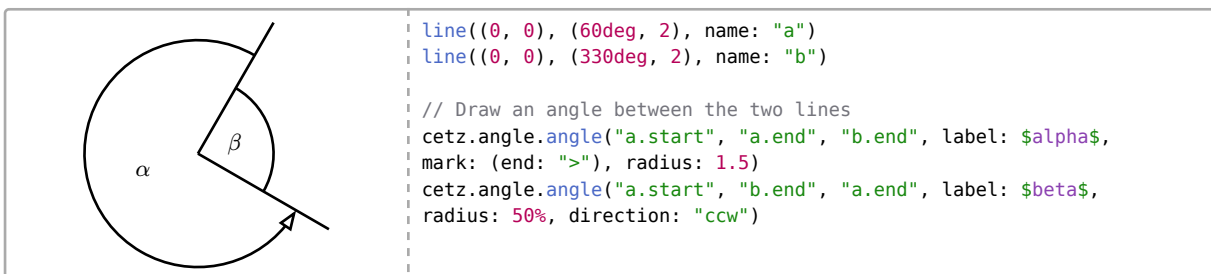 α
β
line((0, 0), (60deg, 2), name: "a")
line((0, 0), (330deg, 2), name: "b")
// Draw an angle between the two lines
cetz.angle.angle("a.start", "a.end", "b.end", label: $alpha$,
mark: (end: ">"), radius: 1.5)
cetz.angle.angle("a.start", "b.end", "a.end", label: $beta$,
radius: 50%, direction: "ccw")